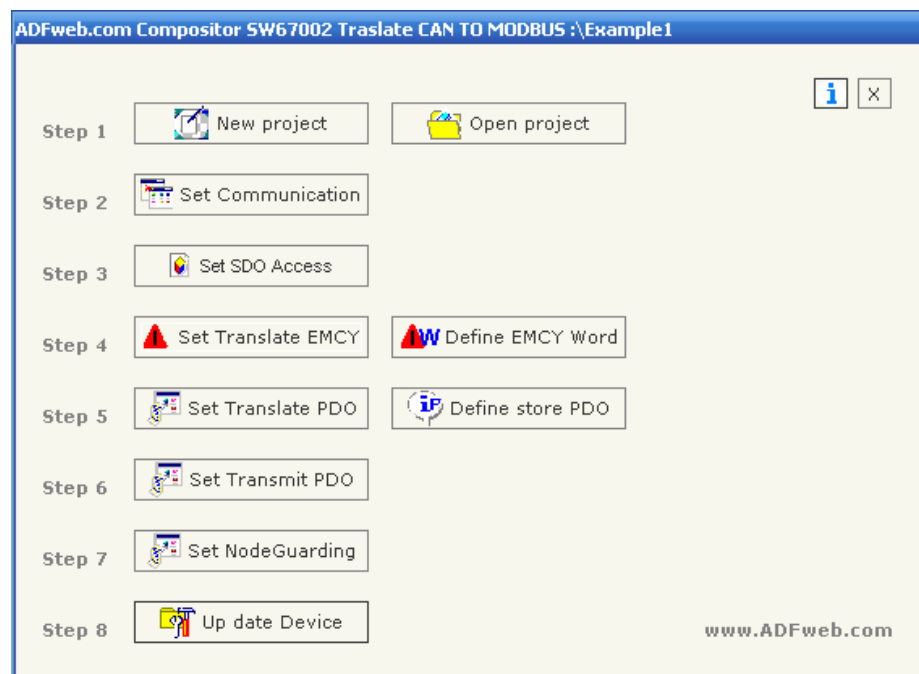 ADFweb.com Compositor SW67002 Traslate CAN TO MODBUS :\Example1
i X
Step 1 New project Open project
Step 2 Set Communication
Step 3 Set SDO Access
Step 4 Set Translate EMCY W Define EMCY Word
Step 5 Set Translate PDO Define store PDO
Step 6 Set Transmit PDO
Step 7 Set NodeGuarding
Step 8 Up date Device www.ADFweb.com